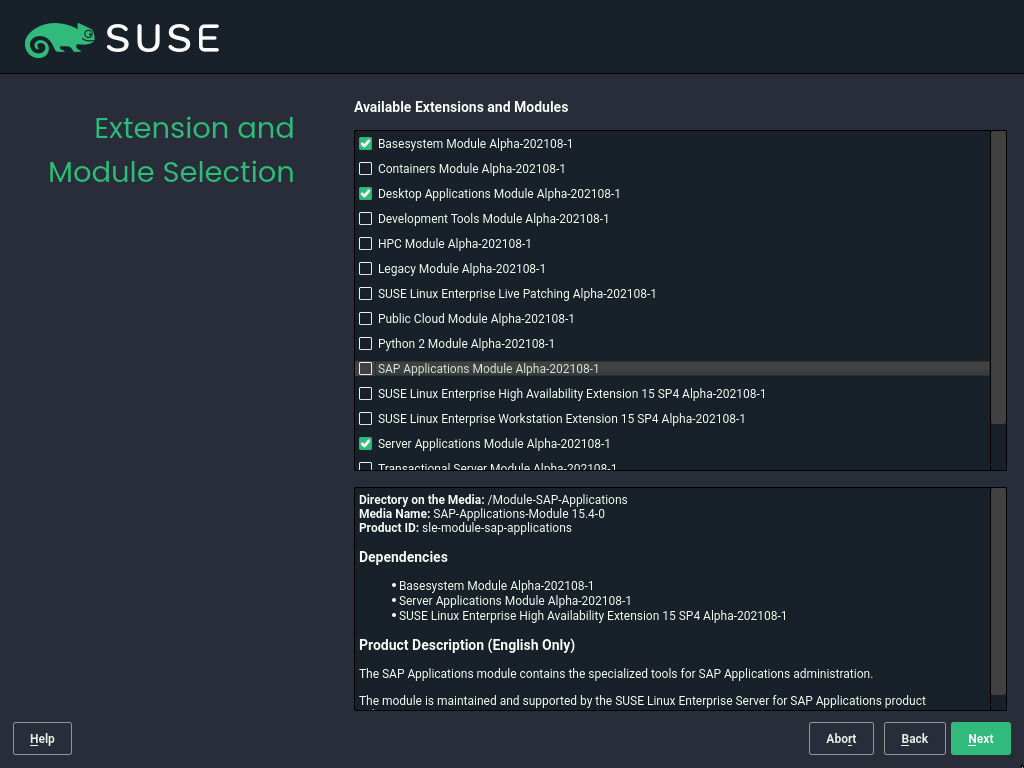 SUSE
Extension and
Module Selection
Available Extensions and Modules
Basesystem Module Alpha-202108-1
Containers Module Alpha-202108-1
Desktop Applications Module Alpha-202108-1
Development Tools Module Alpha-202108-1
HPC Module Alpha-202108-1
Legacy Module Alpha-202108-1
SUSE Linux Enterprise Live Patching Alpha-202108-1
Public Cloud Module Alpha-202108-1
Python 2 Module Alpha-202108-1
SAP Applications Module Alpha-202108-1
SUSE Linux Enterprise High Availability Extension 15 SP4 Alpha-202108-1
SUSE Linux Enterprise Workstation Extension 15 SP4 Alpha-202108-1
Server Applications Module Alpha-202108-1
Transactional Server Module Alpha-202108-1
Directory on the Media: /Module-SAP-Applications
Media Name: SAP-Applications-Module 15.4-0
Product ID: sle-module-sap-applications
Dependencies
• Basesystem Module Alpha-202108-1
• Server Applications Module Alpha-202108-1
• SUSE Linux Enterprise High Availability Extension 15 SP4 Alpha-202108-1
Product Description (English Only)
The SAP Applications module contains the specialized tools for SAP Applications administration.
The module is maintained and supported by the SUSE Linux Enterprise Server for SAP Applications product
Help Abort Back Next